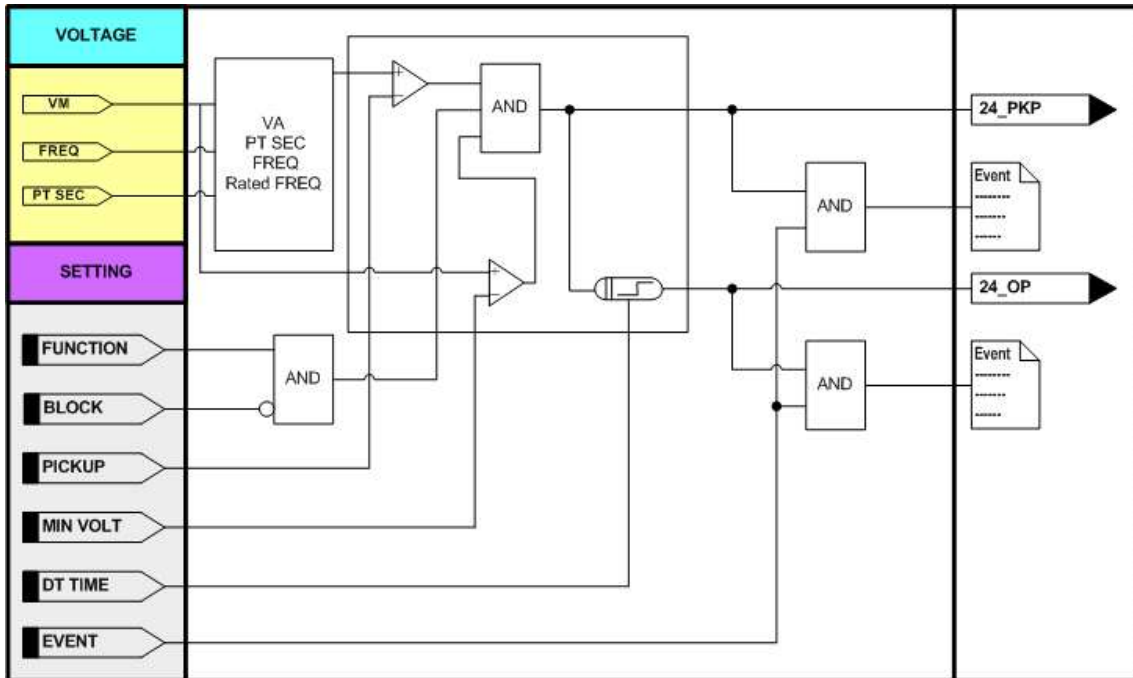 VOLTAGE
VM
FREQ
PT SEC
SETTING
FUNCTION
BLOCK
PICKUP
MIN VOLT
DT TIME
EVENT
VA
PT SEC
FREQ
Rated FREQ
+
-
AND
+
-
AND
AND
AND
24_PKP
Event
--------
-------
-----
24_OP
Event
--------
-------
-----